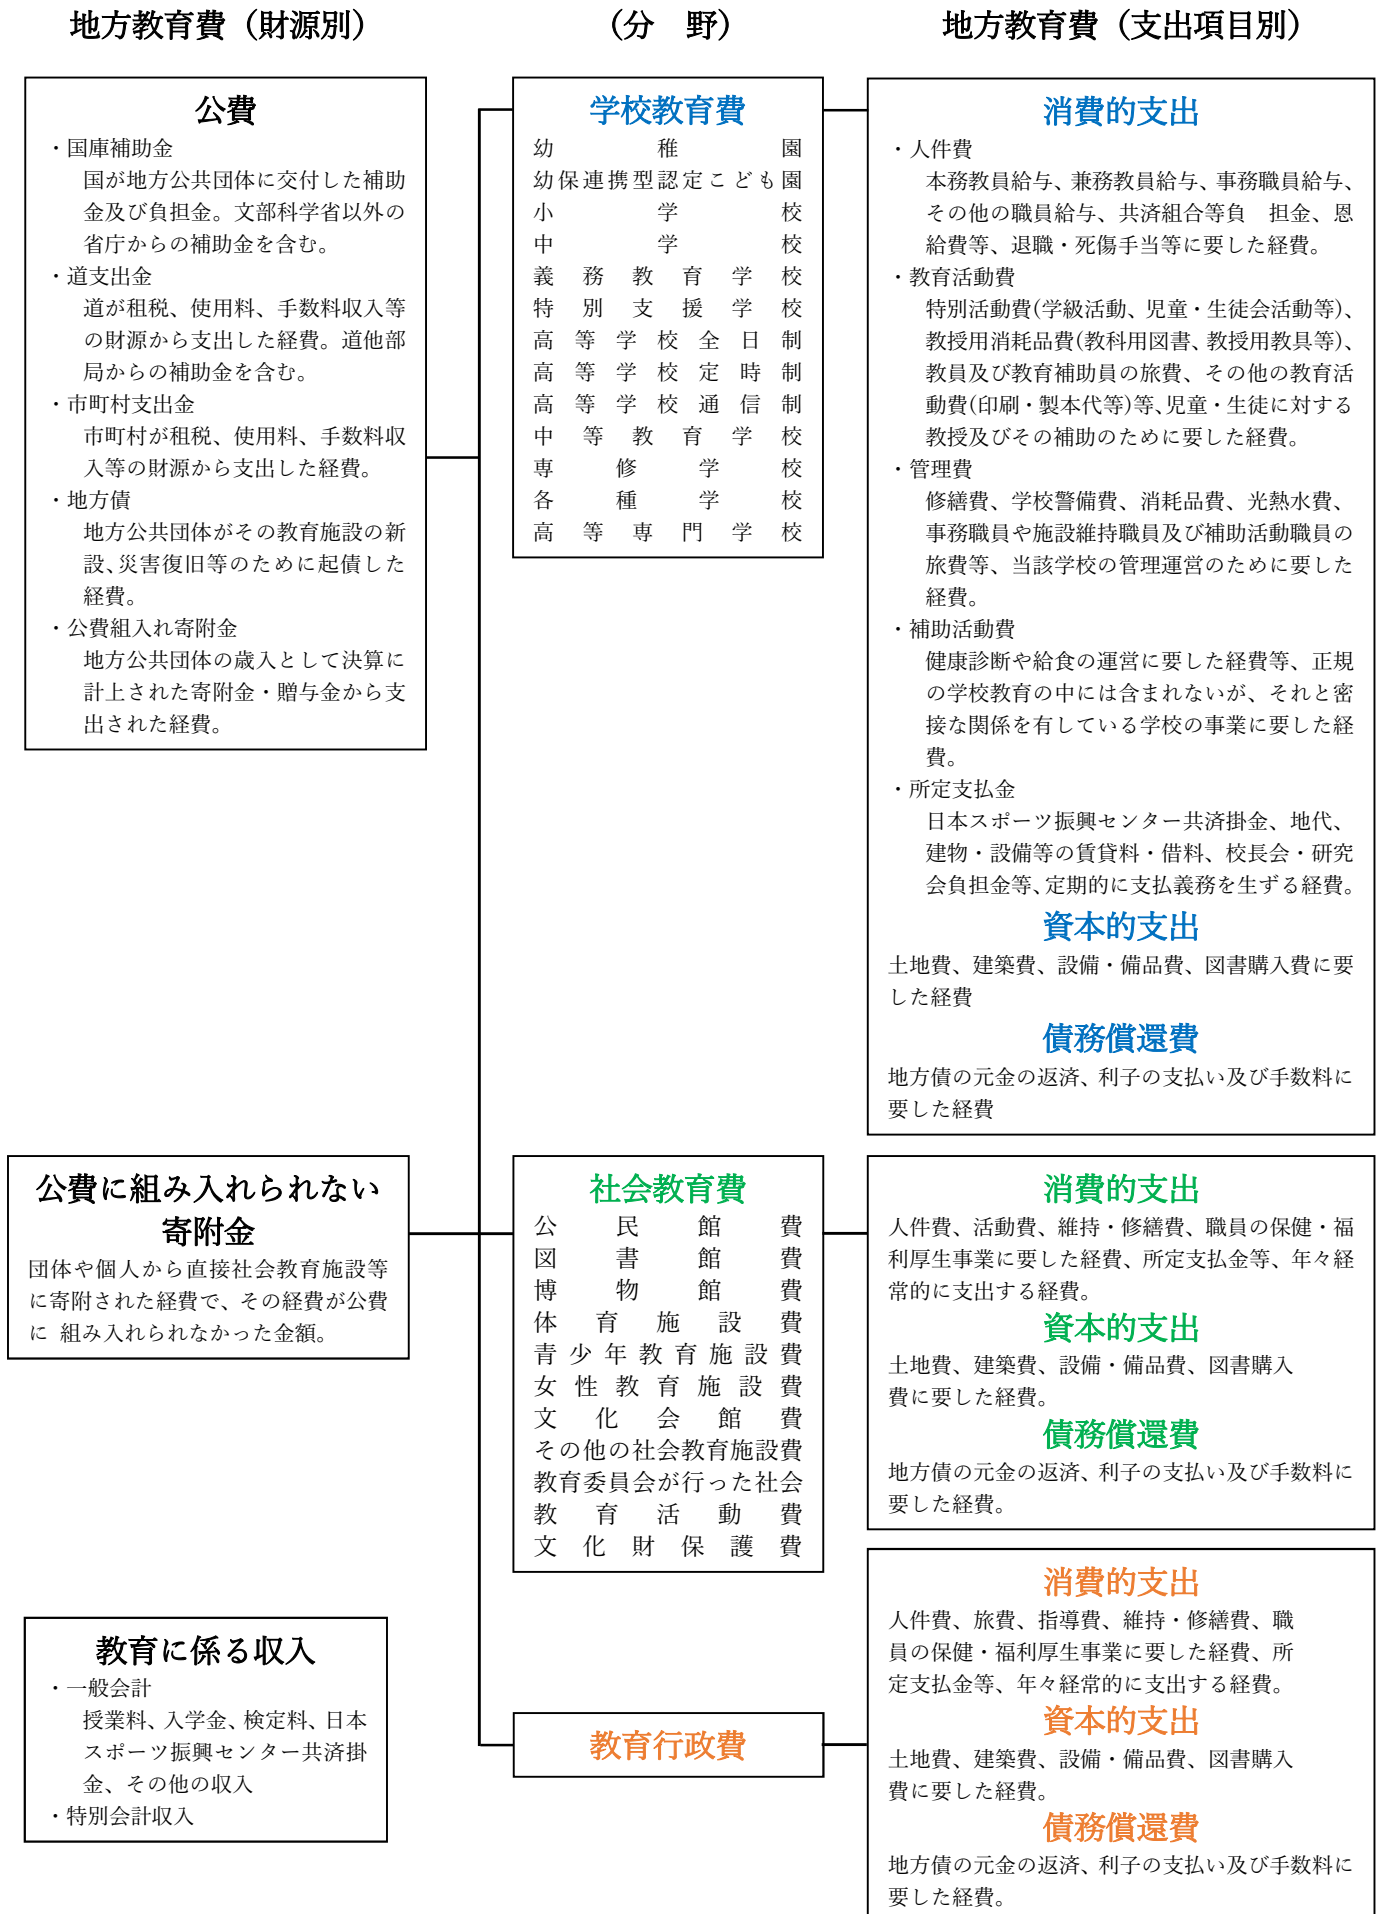 地方教育費（財源別）
（分　野）
地方教育費（支出項目別）
公費
・国庫補助金
国が地方公共団体に交付した補助
金及び負担金。文部科学省以外の
省庁からの補助金を含む。
・道支出金
道が租税、使用料、手数料収入等
の財源から支出した経費。道他部
局からの補助金を含む。
・市町村支出金
市町村が租税、使用料、手数料収
入等の財源から支出した経費。
・地方債
地方公共団体がその教育施設の新
設、災害復旧等のために起債した
経費。
・公費組入れ寄附金
地方公共団体の歳入として決算に
計上された寄附金・贈与金から支
出された経費。
公費に組み入れられない
寄附金
団体や個人から直接社会教育施設等
に寄附された経費で、その経費が公費
に 組み入れられなかった金額。
教育に係る収入
・一般会計
授業料、入学金、検定料、日本
スポーツ振興センター共済掛
金、その他の収入
・特別会計収入
学校教育費
幼稚園
幼保連携型認定こども園
小学校
中学校
義務教育学校
特別支援学校
高等学校全日制
高等学校定時制
高等学校通信制
中等教育学校
専修学校
各種学校
高等専門学校
社会教育費
公民館費
図書館費
博物館費
体育施設費
青少年教育施設費
女性教育施設費
文化会館費
その他の社会教育施設費
教育委員会が行った社会
教育活動費
文化財保護費
教育行政費
消費的支出
・人件費
本務教員給与、兼務教員給与、事務職員給与、
その他の職員給与、共済組合等負　担金、恩
給費等、退職・死傷手当等に要した経費。
・教育活動費
特別活動費(学級活動、児童・生徒会活動等)、
教授用消耗品費(教科用図書、教授用教具等)、
教員及び教育補助員の旅費、その他の教育活
動費(印刷・製本代等)等、児童・生徒に対する
教授及びその補助のために要した経費。
・管理費
修繕費、学校警備費、消耗品費、光熱水費、
事務職員や施設維持職員及び補助活動職員の
旅費等、当該学校の管理運営のために要した
経費。
・補助活動費
健康診断や給食の運営に要した経費等、正規
の学校教育の中には含まれないが、それと密
接な関係を有している学校の事業に要した経
費。
・所定支払金
日本スポーツ振興センター共済掛金、地代、
建物・設備等の賃貸料・借料、校長会・研究
会負担金等、定期的に支払義務を生ずる経費。
資本的支出
土地費、建築費、設備・備品費、図書購入費に要
した経費
債務償還費
地方債の元金の返済、利子の支払い及び手数料に
要した経費
消費的支出
人件費、活動費、維持・修繕費、職員の保健・福
利厚生事業に要した経費、所定支払金等、年々経
常的に支出する経費。
資本的支出
土地費、建築費、設備・備品費、図書購入
費に要した経費。
債務償還費
地方債の元金の返済、利子の支払い及び手数料に
要した経費。
消費的支出
人件費、旅費、指導費、維持・修繕費、職
員の保健・福利厚生事業に要した経費、所
定支払金等、年々経常的に支出する経費。
資本的支出
土地費、建築費、設備・備品費、図書購入
費に要した経費。
債務償還費
地方債の元金の返済、利子の支払い及び手数料に
要した経費。